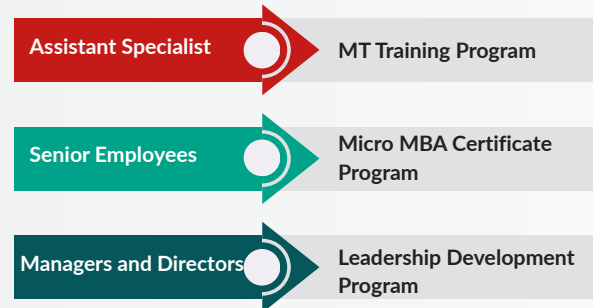 Assistant Specialist
MT Training Program
Senior Employees
Micro MBA Certificate
Program
Managers and Directors
Leadership Development
Program